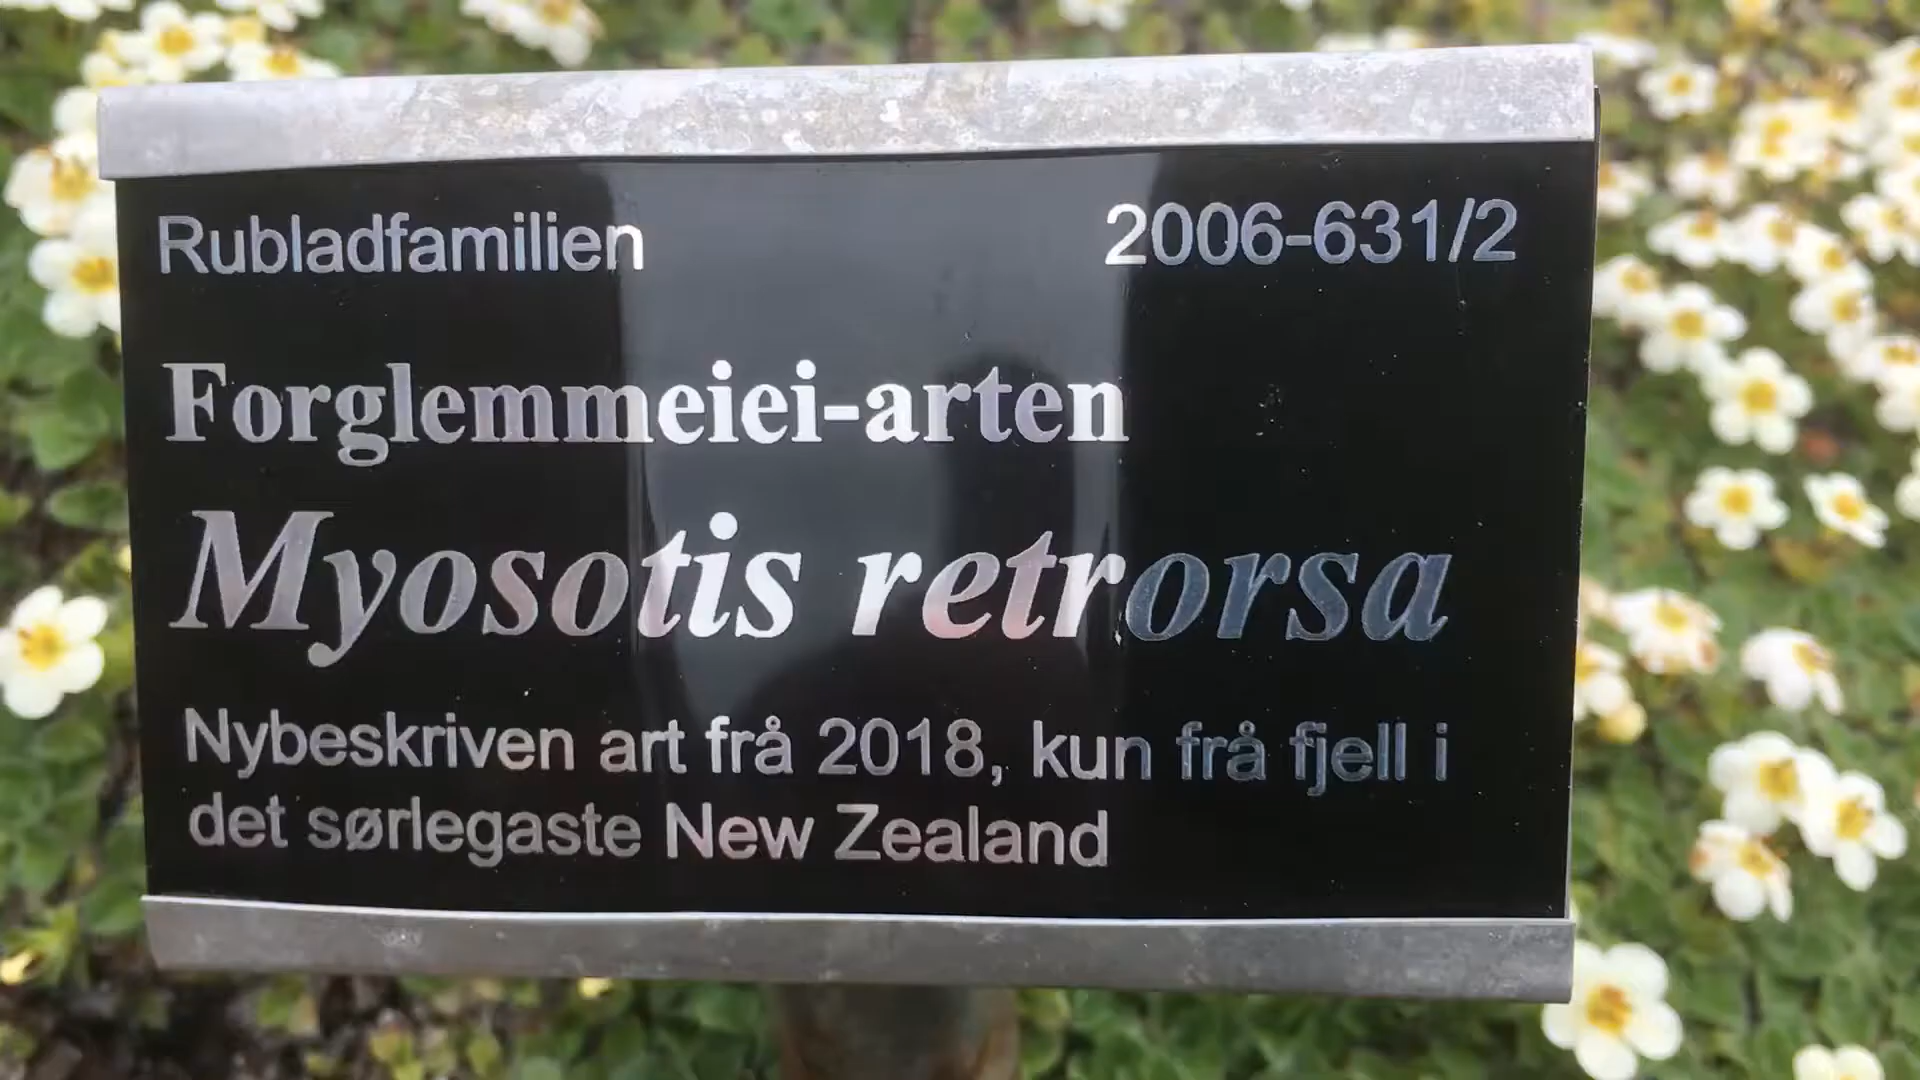 Rubladfamilien 2006-631/2
Forglemmeiei-arten
Myosotis retrorsa
Nybeskriven art frå 2018, kun frå fjell i
det sørlegaste New Zealand